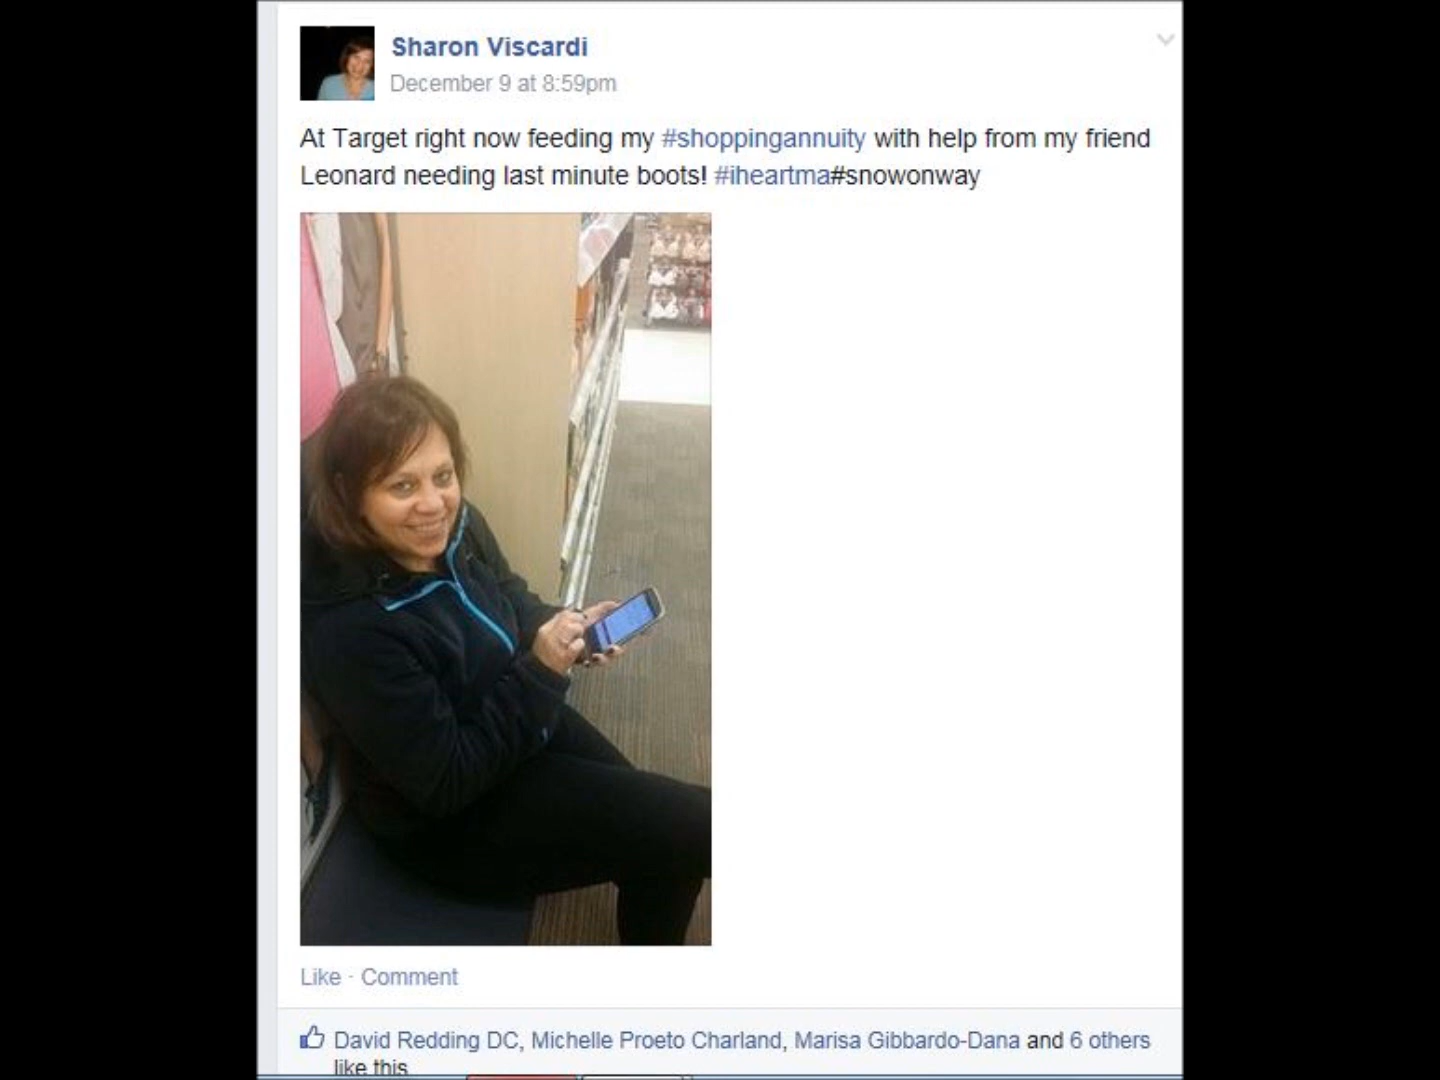 Sharon Viscardi
December 9 at 8:59pm
At Target right now feeding my #shoppingannuity with help from my friend
Leonard needing last minute boots! #iheartma#snowonway
Like · Comment
David Redding DC, Michelle Proeto Charland, Marisa Gibbardo-Dana and 6 others
like this